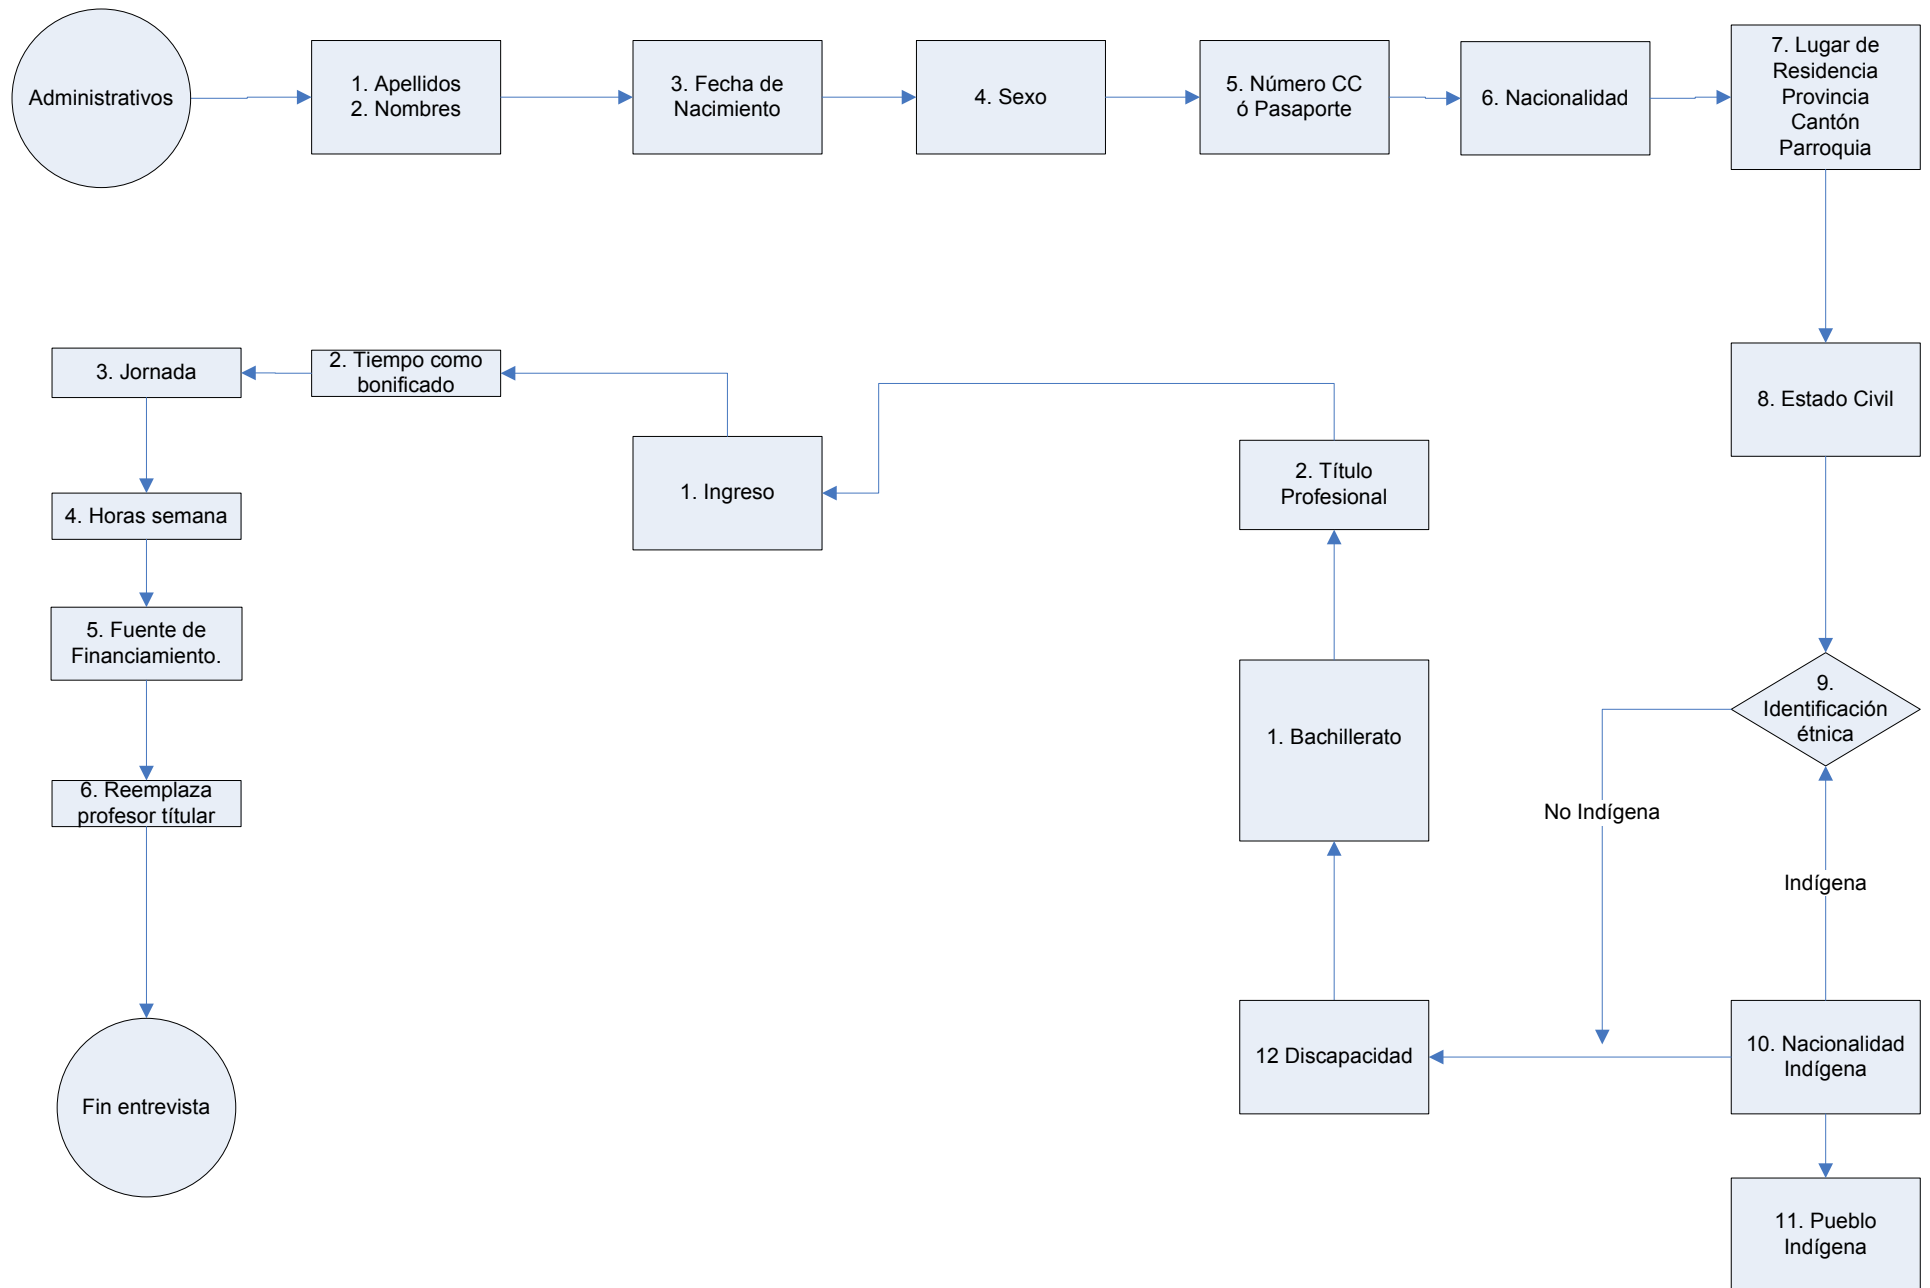 Administrativos
1. Apellidos
2. Nombres
3. Fecha de
Nacimiento
4. Sexo
5. Número CC
ó Pasaporte
6. Nacionalidad
7. Lugar de
Residencia
Provincia
Cantón
Parroquia
8. Estado Civil
9.
Identificación
étnica
No Indígena
Indígena
10. Nacionalidad
Indígena
11. Pueblo
Indígena
12 Discapacidad
1. Bachillerato
2. Título
Profesional
1. Ingreso
2. Tiempo como
bonificado
3. Jornada
4. Horas semana
5. Fuente de
Financiamiento.
6. Reemplaza
profesor títular
Fin entrevista